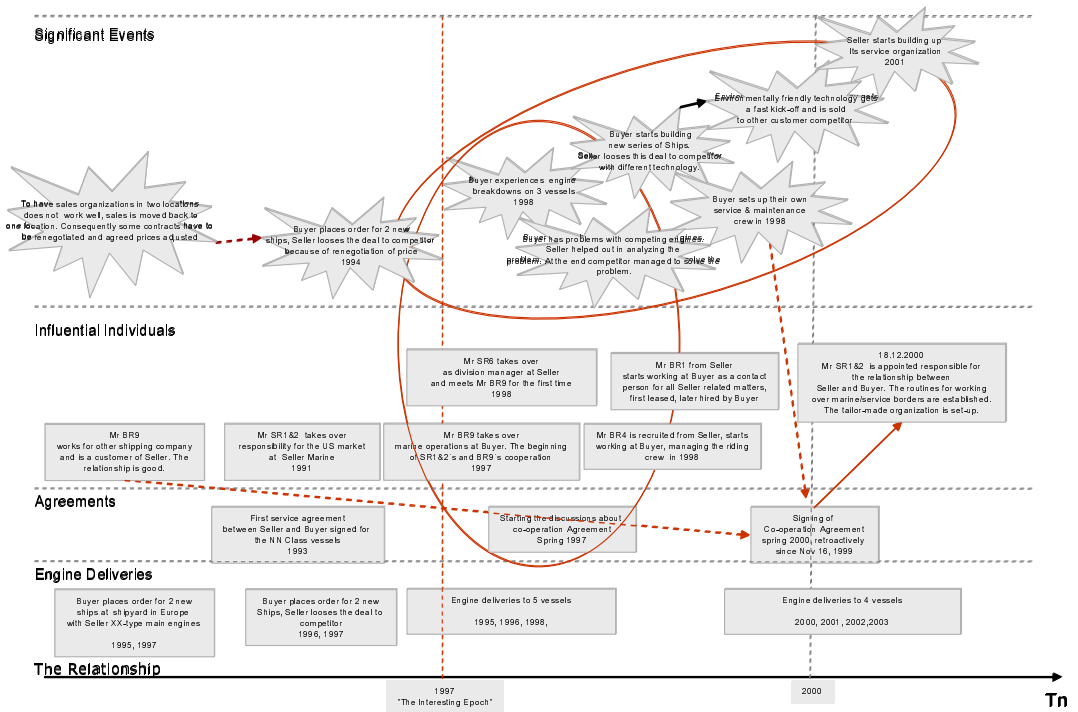 Significant Events
Seller starts building up
Its service organization
2001
Environmentally friendly technology gets
a fast kick-off and is sold
to other customer competitor
Buyer starts building
new series of Ships.
Seller looses this deal to competitor
with different technology.
Buyer experiences engine
breakdowns on 3 vessels
1998
Buyer sets up their own
service & maintenance
crew in 1998
To have sales organizations in two locations
does not work well, sales is moved back to
one location. Consequently some contracts have to
be renegotiated and agreed prices adjusted
Buyer places order for 2 new
ships, Seller looses the deal to competitor
because of renegotiation of price
1994
Buyer has problems with competing engines.
Seller helped out in analyzing the
problem. At the end competitor managed to solve the
problem.
Influential Individuals
Mr SR6 takes over
as division manager at Seller
and meets Mr BR9 for the first time
1998
Mr BR1 from Seller
starts working at Buyer as a contact
person for all Seller related matters,
first leased, later hired by Buyer
18.12.2000
Mr SR1&2 is appointed responsible for
the relationship between
Seller and Buyer. The routines for working
over marine/service borders are established.
The tailor-made organization is set-up.
Mr BR9
works for other shipping company
and is a customer of Seller. The
relationship is good.
Mr SR1&2 takes over
responsibility for the US market
at Seller Marine
1991
Mr BR9 takes over
marine operations at Buyer. The beginning
of SR1&2´s and BR9´s cooperation
1997
Mr BR4 is recruited from Seller, starts
working at Buyer, managing the riding
crew in 1998
Agreements
First service agreement
between Seller and Buyer signed for
the NN Class vessels
1993
Starting the discussions about
co-operation Agreement
Spring 1997
Signing of
Co-operation Agreement
spring 2000, retroactively
since Nov 16, 1999
Engine Deliveries
Buyer places order for 2 new
ships at shipyard in Europe
with Seller XX-type main engines
1995, 1997
Buyer places order for 2 new
Ships, Seller looses the deal to
competitor
1996, 1997
Engine deliveries to 5 vessels
1995, 1996, 1998,
Engine deliveries to 4 vessels
2000, 2001, 2002,2003
The Relationship
1997
"The Interesting Epoch"
2000
Tn